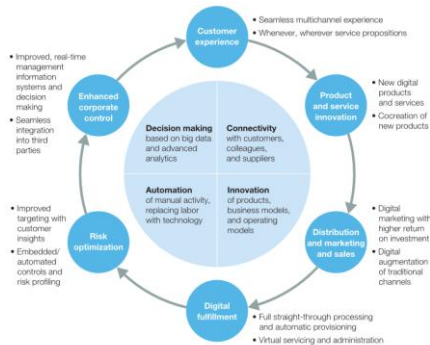 Customer
experience
• Seamless multichannel experience
• Whenever, wherever service propositions
Product
and service
innovation
• New digital
products
and services
• Cocreation of
new products
Distribution
and marketing
and sales
• Digital
marketing with
higher return
on investment
• Digital
augmentation
of traditional
channels
Digital
fulfillment
• Full straight-through processing
and automatic provisioning
• Virtual servicing and administration
Risk
optimization
• Improved
targeting with
customer
insights
• Embedded/
automated
controls and
risk profiling
Enhanced
corporate
control
• Improved, real-time
management
information
systems and
decision
making
• Seamless
integration
into third
parties
Decision making
based on big data
and advanced
analytics
Connectivity
with customers,
colleagues,
and suppliers
Automation
of manual activity,
replacing labor
with technology
Innovation
of products,
business models,
and operating
models